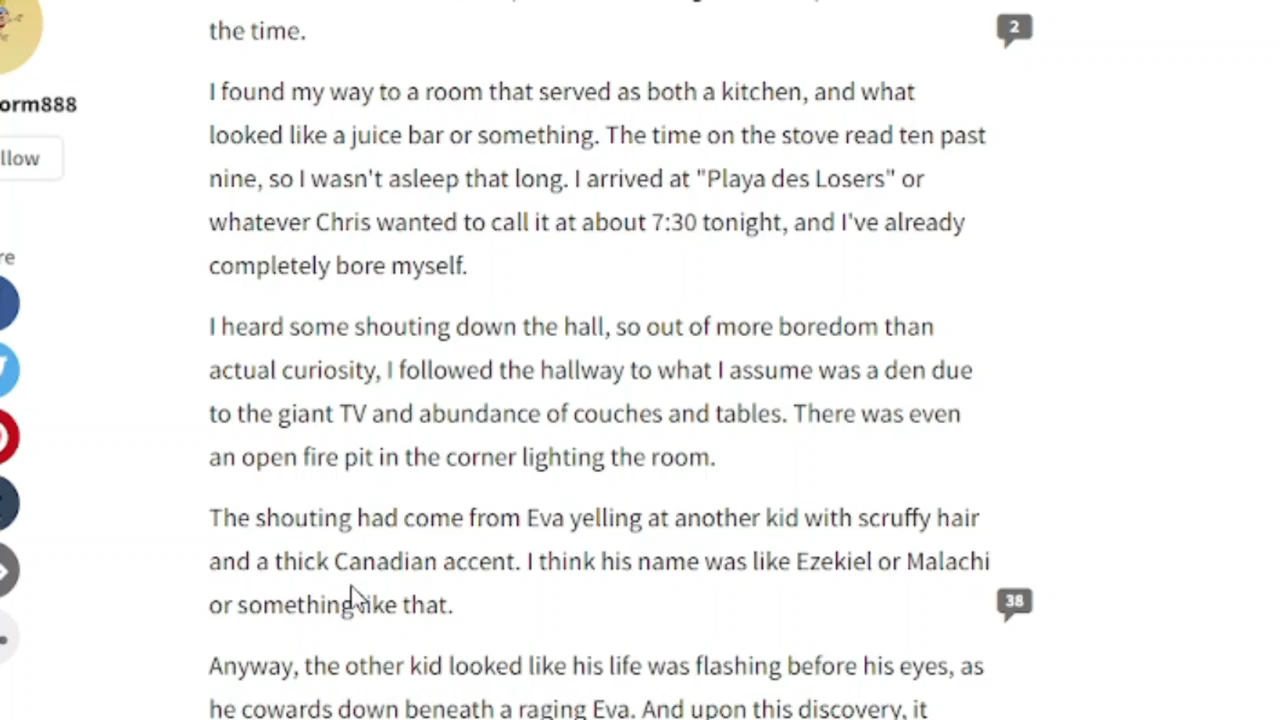 the time.
2
orm888
llow
re
I found my way to a room that served as both a kitchen, and what
looked like a juice bar or something. The time on the stove read ten past
nine, so I wasn't asleep that long. I arrived at "Playa des Losers" or
whatever Chris wanted to call it at about 7:30 tonight, and I've already
completely bore myself.
I heard some shouting down the hall, so out of more boredom than
actual curiosity, I followed the hallway to what I assume was a den due
to the giant TV and abundance of couches and tables. There was even
an open fire pit in the corner lighting the room.
The shouting had come from Eva yelling at another kid with scruffy hair
and a thick Canadian accent. I think his name was like Ezekiel or Malachi
or something like that.
38
Anyway, the other kid looked like his life was flashing before his eyes, as
he cowards down beneath a raging Eva. And upon this discovery, it